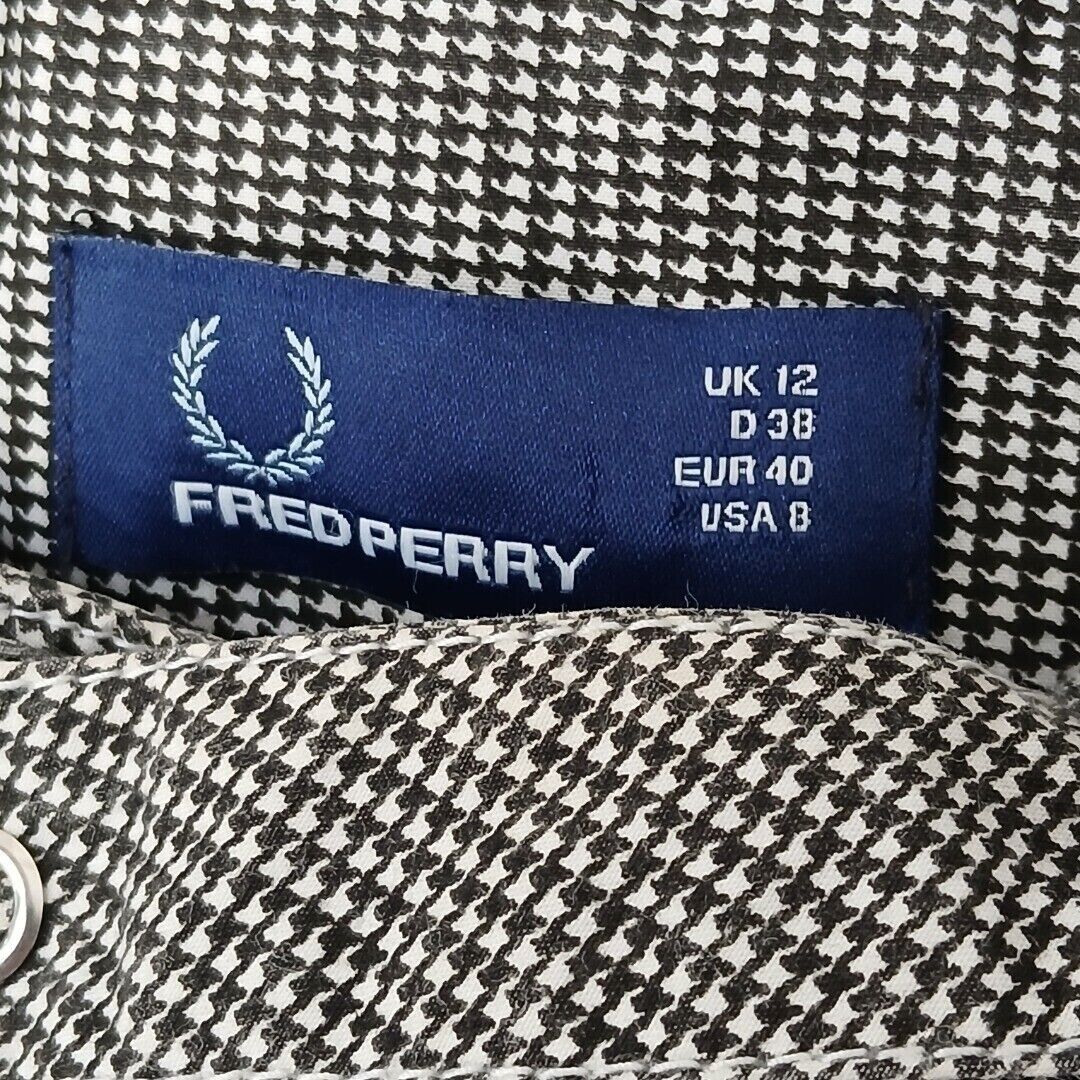 FRED PERRY
UK 12
D 38
EUR 40
USA 8